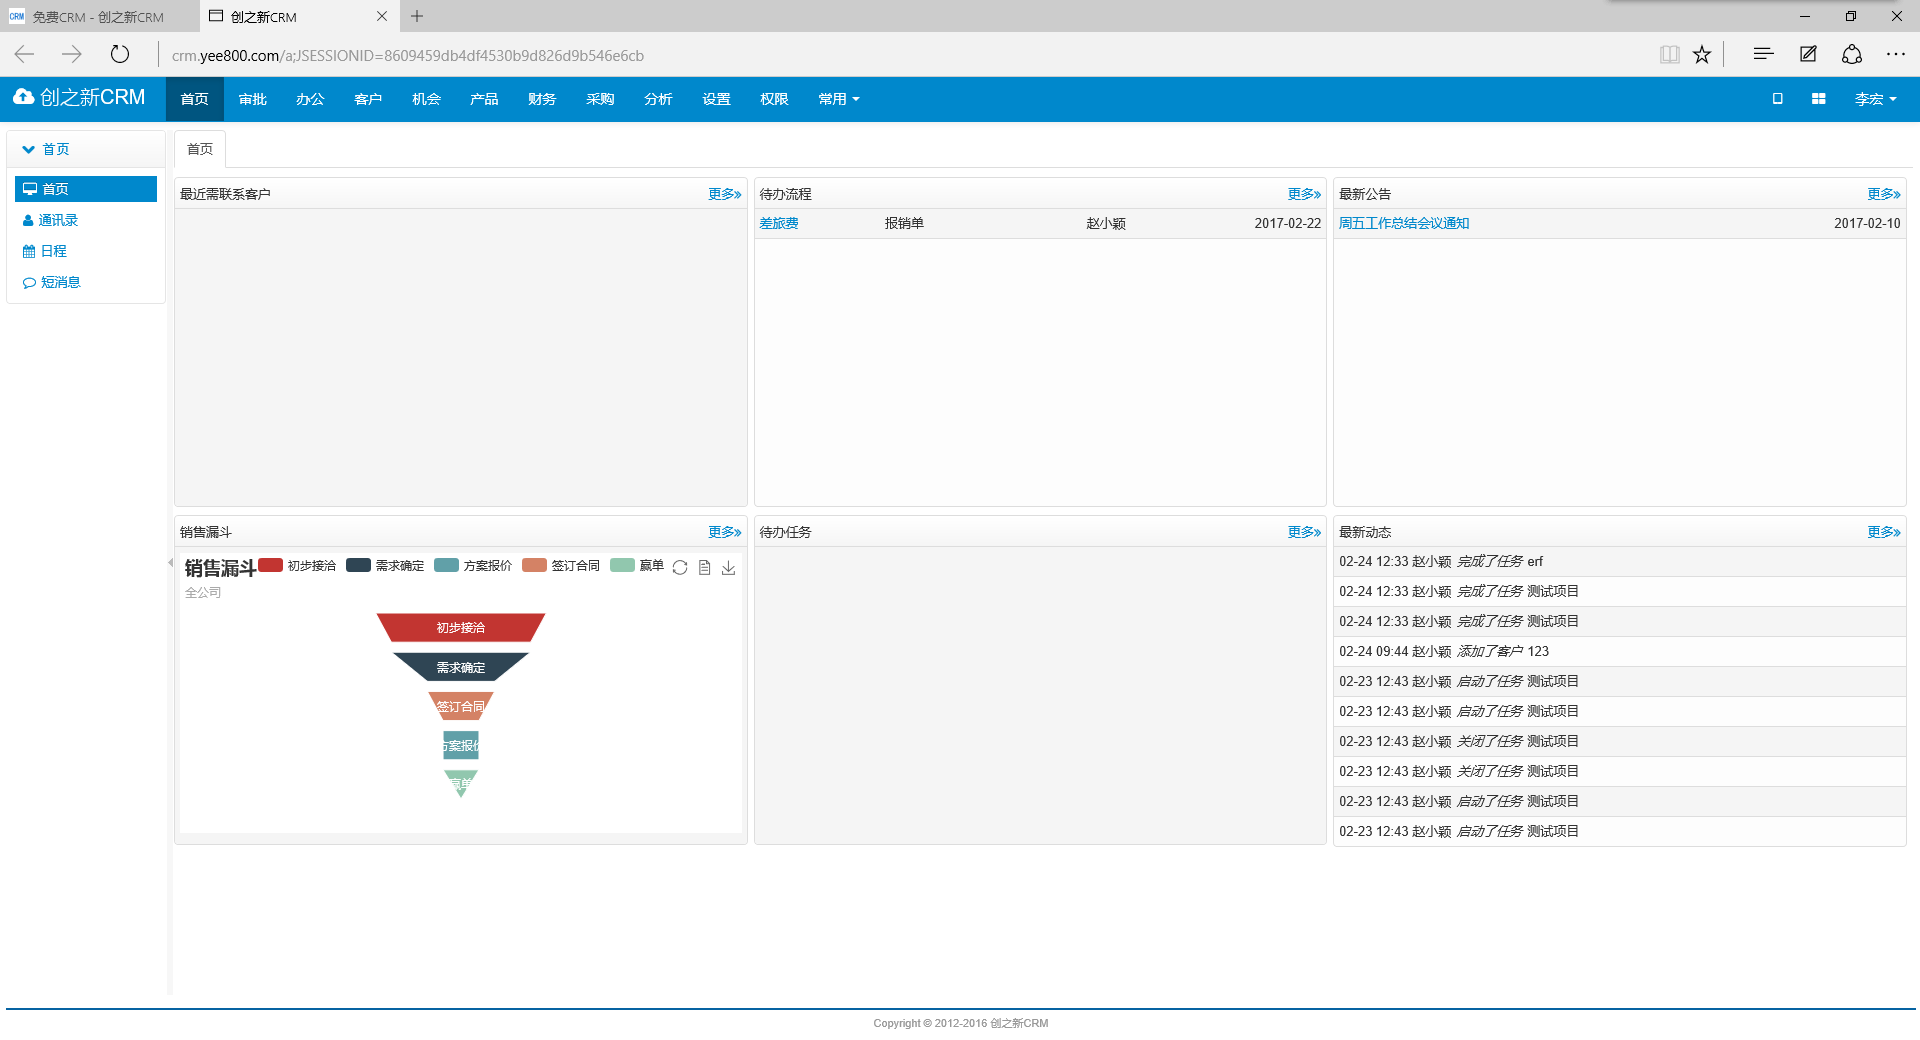 CRM 免费CRM - 创之新CRM
创之新CRM
crm.yee800.com/a;JSESSIONID=8609459db4df4530b9d826d9b546e6cb
创之新CRM 首页 审批 办公 客户 机会 产品 财务 采购 分析 设置 权限 常用 李宏
首页
首页
通讯录
日程
短消息
首页
最近需联系客户 更多»
待办流程 更多»
差旅费 报销单 赵小颖 2017-02-22
最新公告 更多»
周五工作总结会议通知 2017-02-10
销售漏斗 更多»
销售漏斗 初步接洽 需求确定 方案报价 签订合同 赢单
全公司
初步接洽
需求确定
签订合同
方案报价
赢单
待办任务 更多»
最新动态 更多»
02-24 12:33 赵小颖 完成了任务 erf
02-24 12:33 赵小颖 完成了任务 测试项目
02-24 12:33 赵小颖 完成了任务 测试项目
02-24 09:44 赵小颖 添加了客户 123
02-23 12:43 赵小颖 启动了任务 测试项目
02-23 12:43 赵小颖 启动了任务 测试项目
02-23 12:43 赵小颖 关闭了任务 测试项目
02-23 12:43 赵小颖 关闭了任务 测试项目
02-23 12:43 赵小颖 启动了任务 测试项目
02-23 12:43 赵小颖 启动了任务 测试项目
Copyright © 2012-2016 创之新CRM